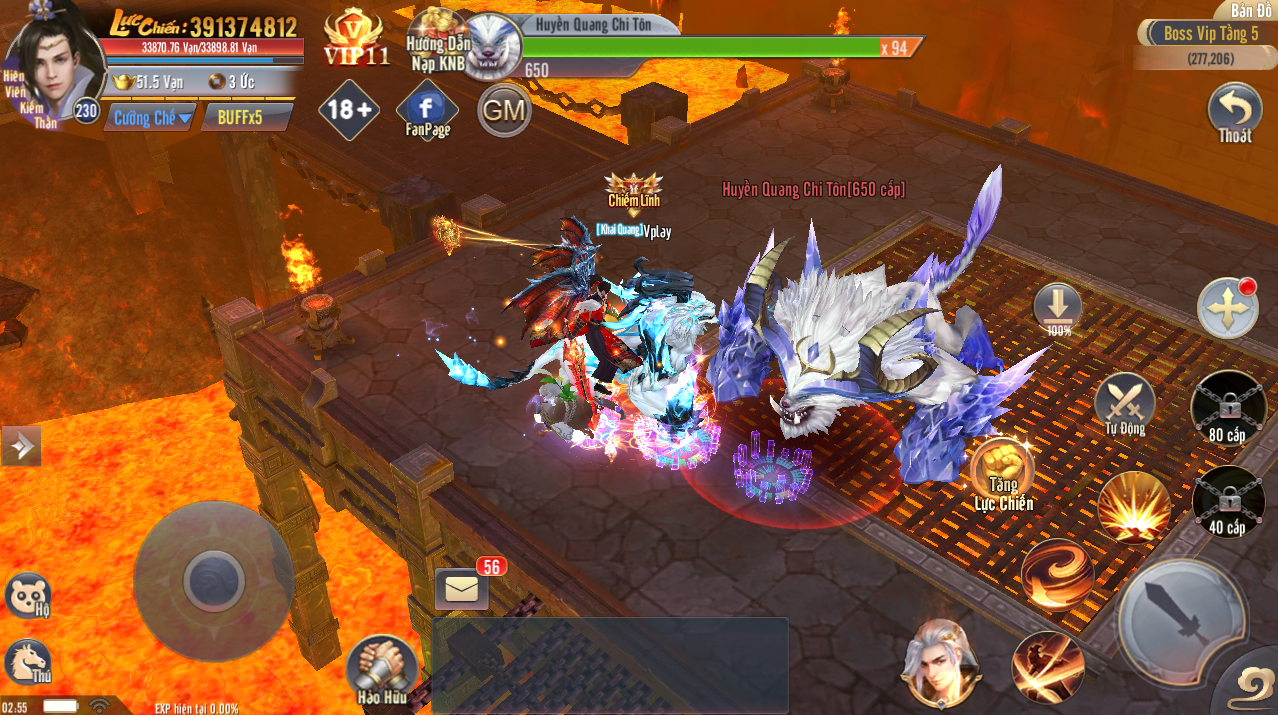 Lực Chiến: 391374812
33870.76 Vạn/33898.81 Vạn
51.5 Vạn
3 Ức
Hiên
Viên
Kiếm
Thần
230
Cường Chế
BUFFx5
V
VIP11
Hướng Dẫn
Nạp KNB
Huyền Quang Chi Tôn
x 94
650
18+
f
FanPage
GM
Bản Đồ
Boss Vip Tầng 5
(277,206)
Thoát
Chiếm Lĩnh
[Khai Quang]Vplay
Huyền Quang Chi Tôn[650 cấp]
100%
Tự Động
80 cấp
Tăng
Lực Chiến
40 cấp
56
Hộ
Thú
Hảo Hữu
02:55
EXP hiện tại 0.00%